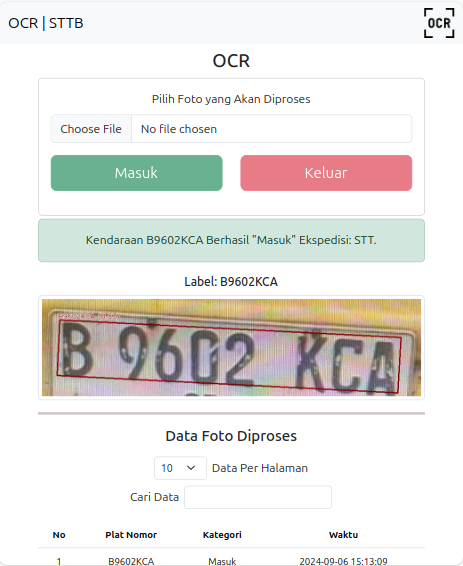 OCR | STTB
OCR
OCR
Pilih Foto yang Akan Diproses
Choose File No file chosen
Masuk Keluar
Kendaraan B9602KCA Berhasil "Masuk" Ekspedisi: STT.
Label: B9602KCA
B 9602 KCA
Data Foto Diproses
10 Data Per Halaman
Cari Data
No Plat Nomor Kategori Waktu
1 B9602KCA Masuk 2024-09-06 15:13:09